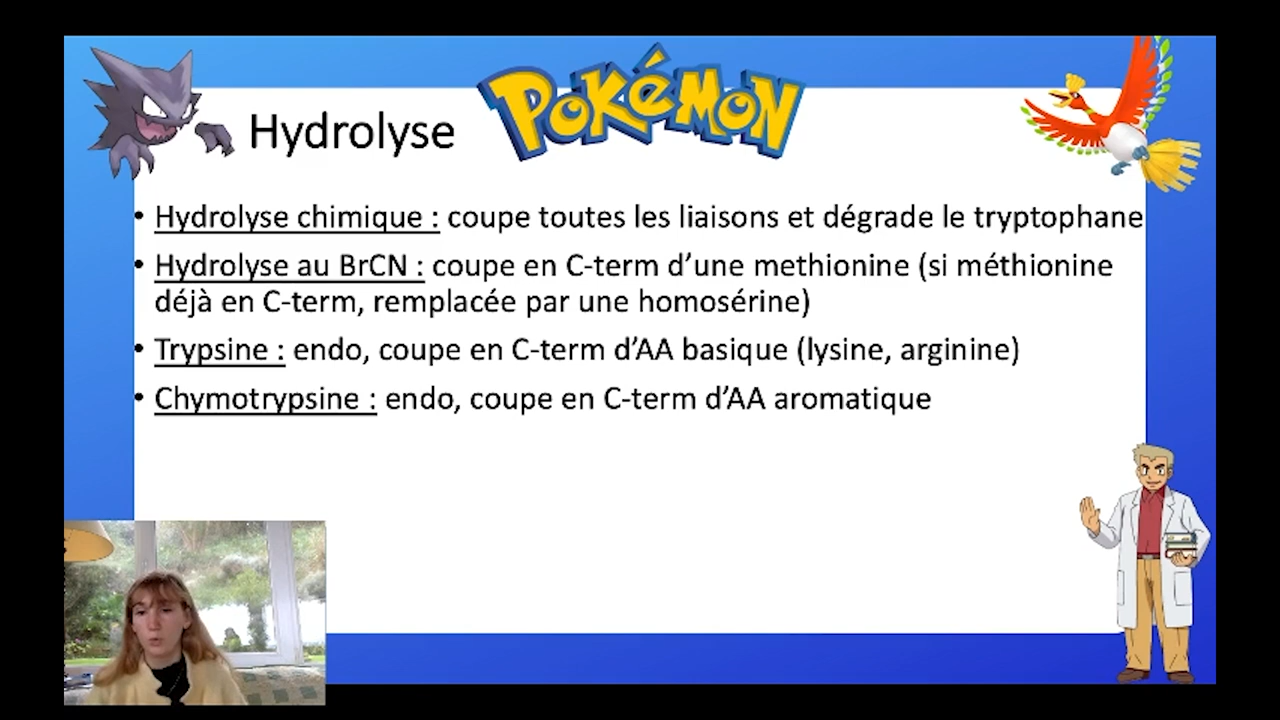 POKéMON
Hydrolyse
• Hydrolyse chimique : coupe toutes les liaisons et dégrade le tryptophane
• Hydrolyse au BrCN : coupe en C-term d’une methionine (si méthionine
déjà en C-term, remplacée par une homosérine)
• Trypsine : endo, coupe en C-term d’AA basique (lysine, arginine)
• Chymotrypsine : endo, coupe en C-term d’AA aromatique